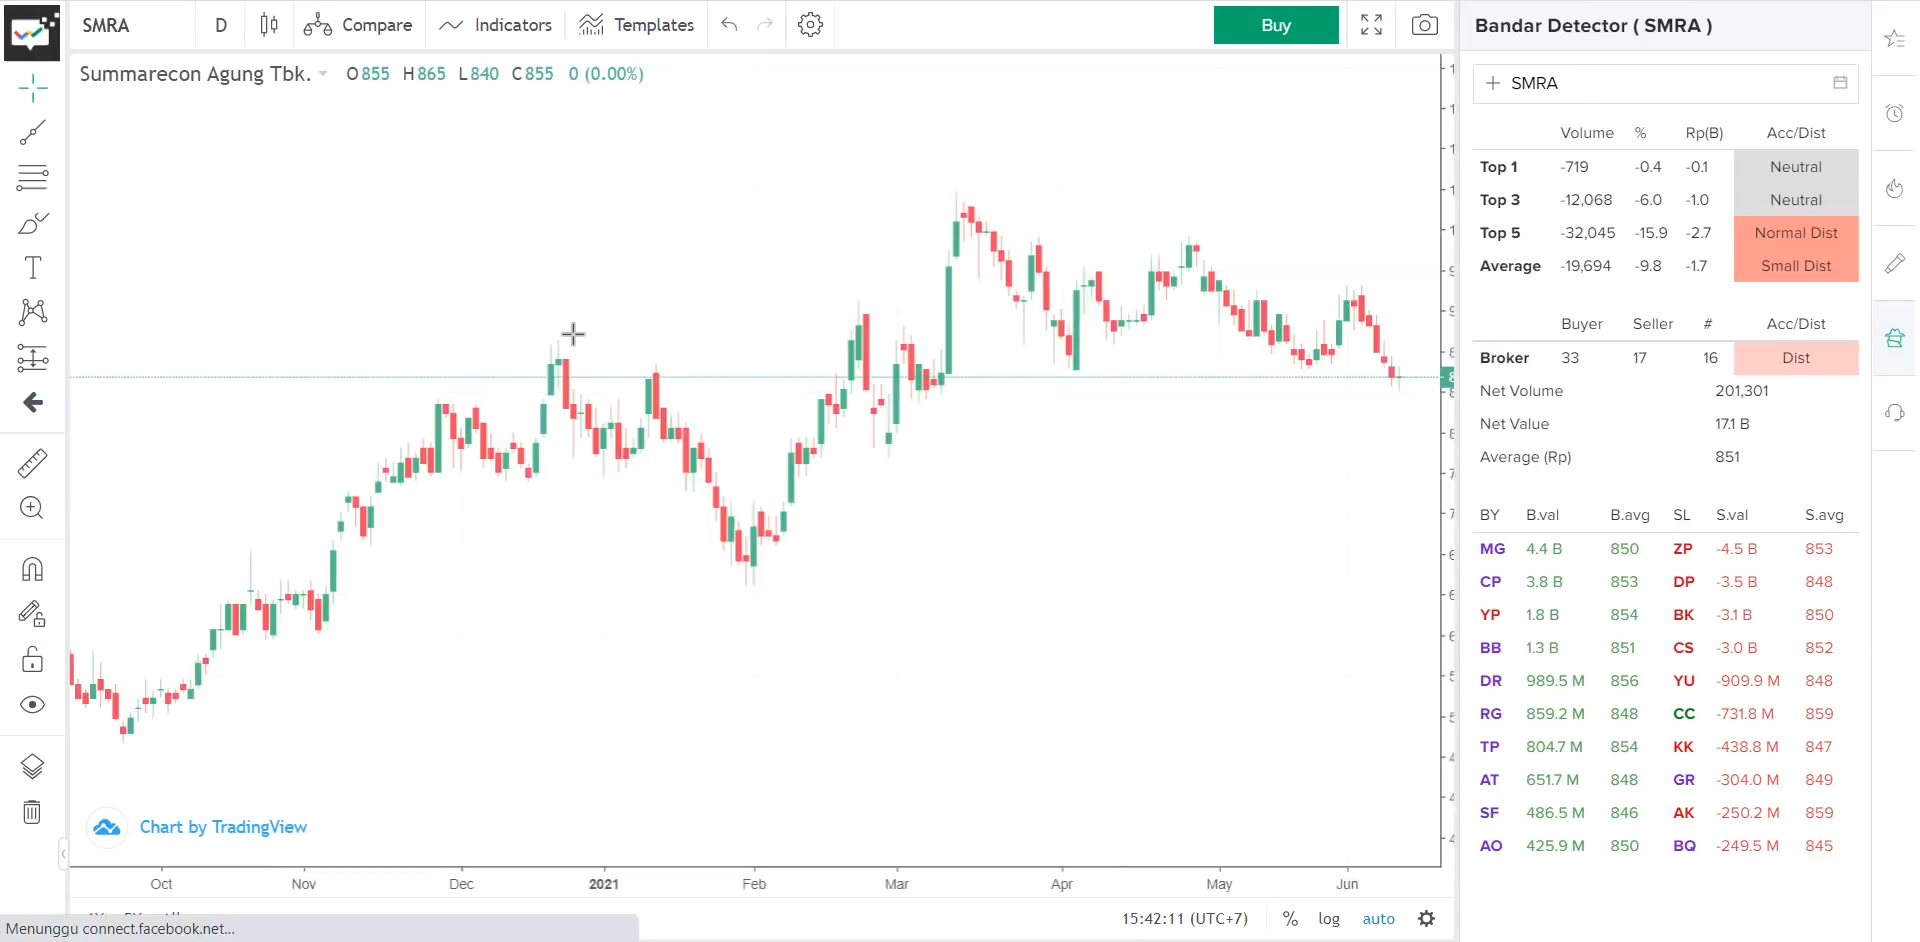 SMRA D Compare Indicators Templates Buy
Summarecon Agung Tbk. O855 H865 L840 C855 0 (0.00%)
Chart by TradingView
Oct Nov Dec 2021 Feb Mar Apr May Jun
15:42:11 (UTC+7) % log auto
Menunggu connect.facebook.net...
Bandar Detector ( SMRA )
SMRA
Volume % Rp(B) Acc/Dist
Top 1 -719 -0.4 -0.1 Neutral
Top 3 -12,068 -6.0 -1.0 Neutral
Top 5 -32,045 -15.9 -2.7 Normal Dist
Average -19,694 -9.8 -1.7 Small Dist
Buyer Seller # Acc/Dist
Broker 33 17 16 Dist
Net Volume 201,301
Net Value 17.1 B
Average (Rp) 851
BY B.val B.avg SL S.val S.avg
MG 4.4 B 850 ZP -4.5 B 853
CP 3.8 B 853 DP -3.5 B 848
YP 1.8 B 854 BK -3.1 B 850
BB 1.3 B 851 CS -3.0 B 852
DR 989.5 M 856 YU -909.9 M 848
RG 859.2 M 848 CC -731.8 M 859
TP 804.7 M 854 KK -438.8 M 847
AT 651.7 M 848 GR -304.0 M 849
SF 486.5 M 846 AK -250.2 M 859
AO 425.9 M 850 BQ -249.5 M 845